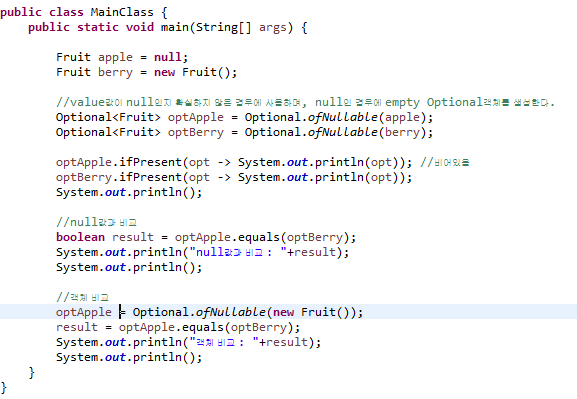 public class MainClass {
    public static void main(String[] args) {
        Fruit apple = null;
        Fruit berry = new Fruit();
        //value값이 null인지 확실하지 않은 경우에 사용하며, null인 경우에 empty Optional객체를 생성한다.
        Optional<Fruit> optApple = Optional.ofNullable(apple);
        Optional<Fruit> optBerry = Optional.ofNullable(berry);
        optApple.ifPresent(opt -> System.out.println(opt)); //비어있음
        optBerry.ifPresent(opt -> System.out.println(opt));
        System.out.println();
        //null값과 비교
        boolean result = optApple.equals(optBerry);
        System.out.println("null값과 비교 : "+result);
        System.out.println();
        //객체 비교
        optApple = Optional.ofNullable(new Fruit());
        result = optApple.equals(optBerry);
        System.out.println("객체 비교 : "+result);
        System.out.println();
    }
}